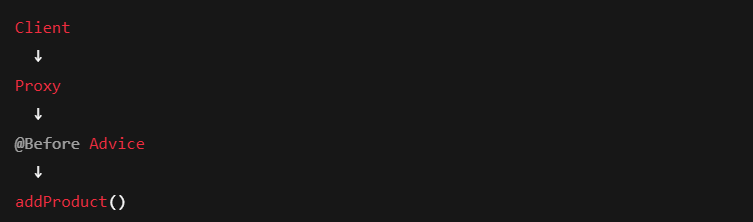 Client
↓
Proxy
↓
@Before Advice
↓
addProduct()